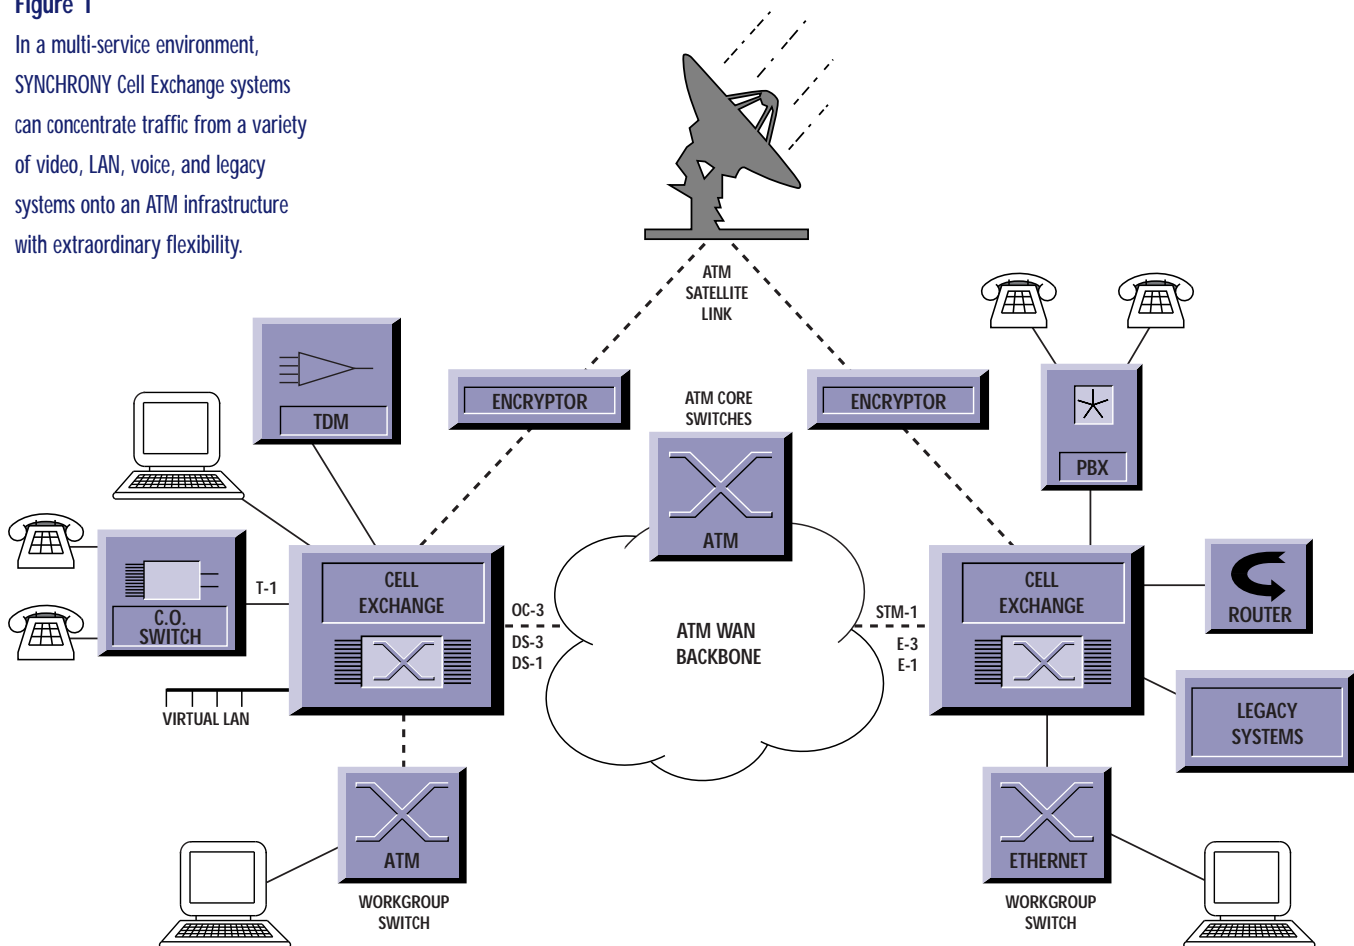 Figure 1
In a multi-service environment,
SYNCHRONY Cell Exchange systems
can concentrate traffic from a variety
of video, LAN, voice, and legacy
systems onto an ATM infrastructure
with extraordinary flexibility.
ATM
SATELLITE
LINK
TDM
ENCRYPTOR
ATM CORE
SWITCHES
ENCRYPTOR
PBX
ATM
C.O.
SWITCH
T-1
CELL
EXCHANGE
OC-3
DS-3
DS-1
ATM WAN
BACKBONE
STM-1
E-3
E-1
CELL
EXCHANGE
ROUTER
VIRTUAL LAN
LEGACY
SYSTEMS
ATM
WORKGROUP
SWITCH
ETHERNET
WORKGROUP
SWITCH